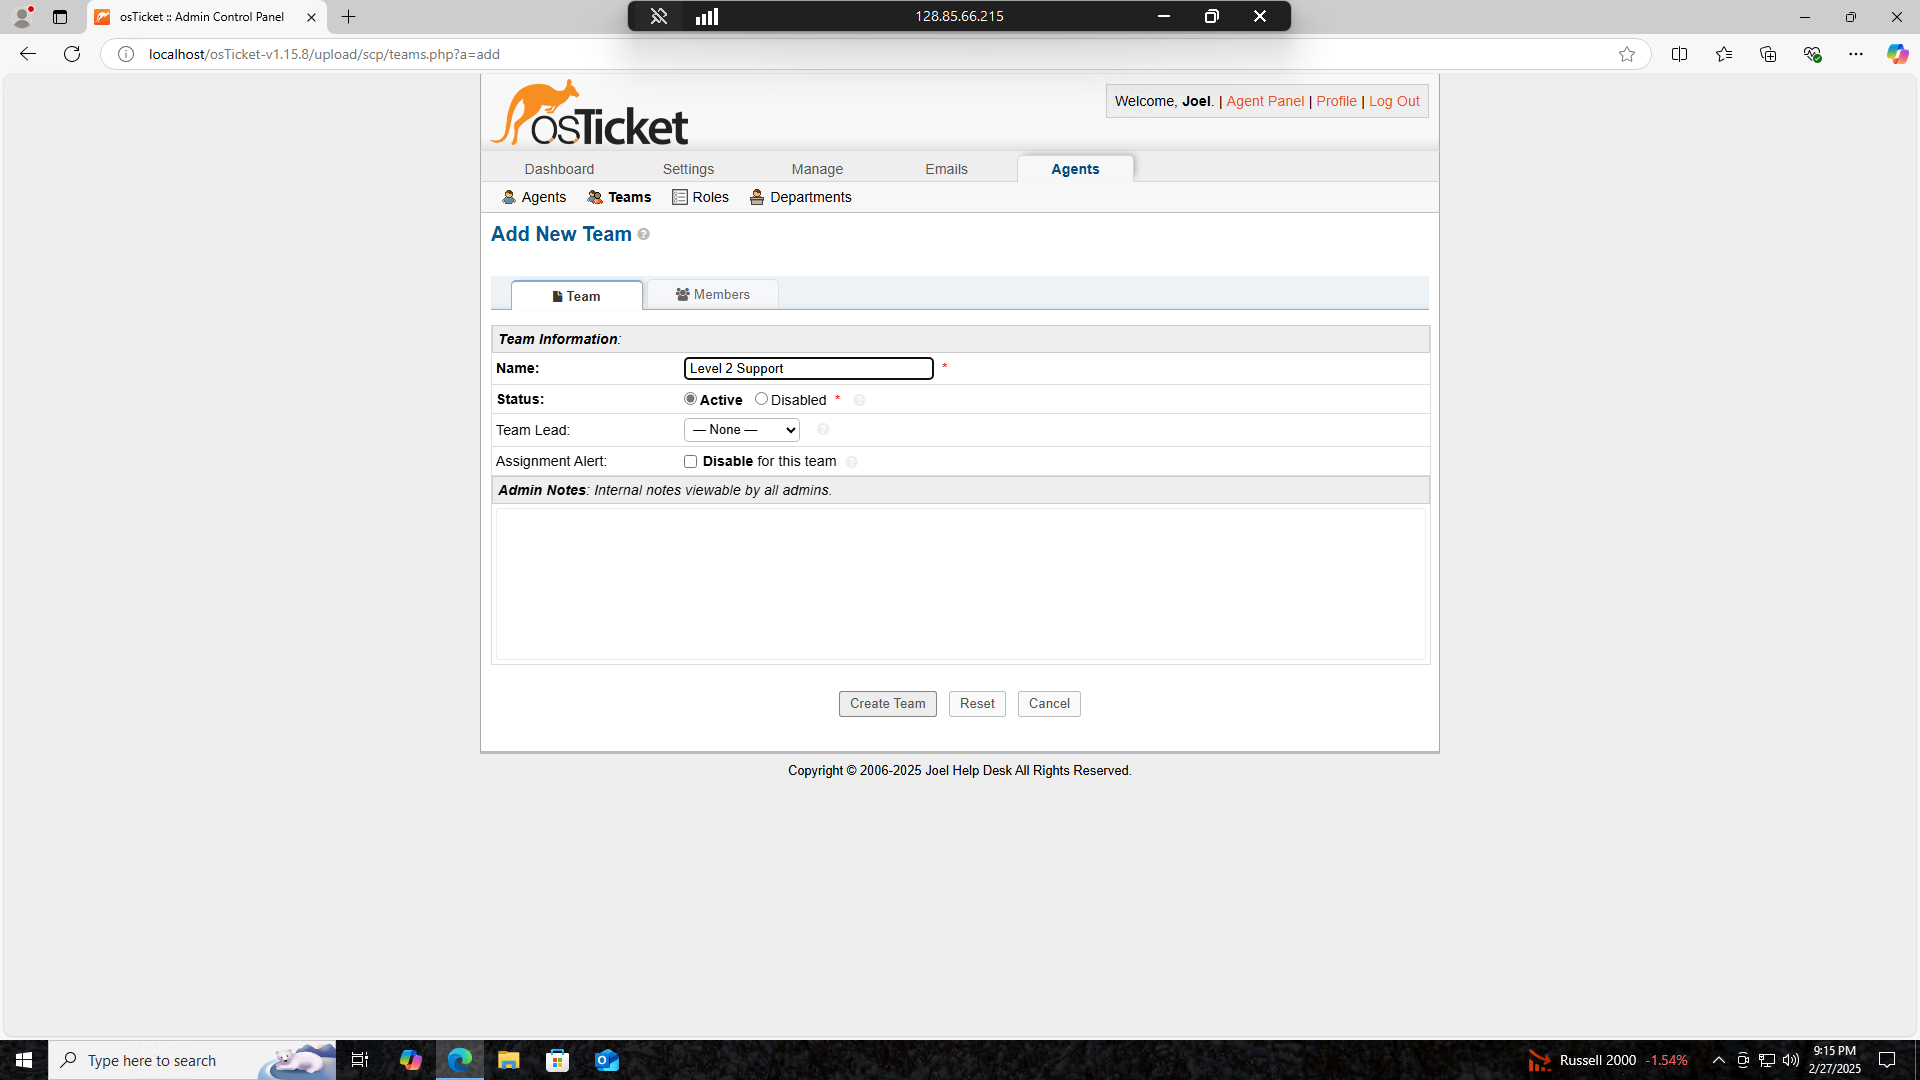 osTicket :: Admin Control Panel
128.85.66.215
localhost/osTicket-v1.15.8/upload/scp/teams.php?a=add
osTicket
Welcome, Joel. | Agent Panel | Profile | Log Out
Dashboard Settings Manage Emails Agents
Agents Teams Roles Departments
Add New Team ?
Team Members
Team Information:
Name: Level 2 Support *
Status: Active Disabled * ?
Team Lead: — None — ?
Assignment Alert: Disable for this team ?
Admin Notes: Internal notes viewable by all admins.
Create Team Reset Cancel
Copyright © 2006-2025 Joel Help Desk All Rights Reserved.
Type here to search
Russell 2000 -1.54%
9:15 PM
2/27/2025